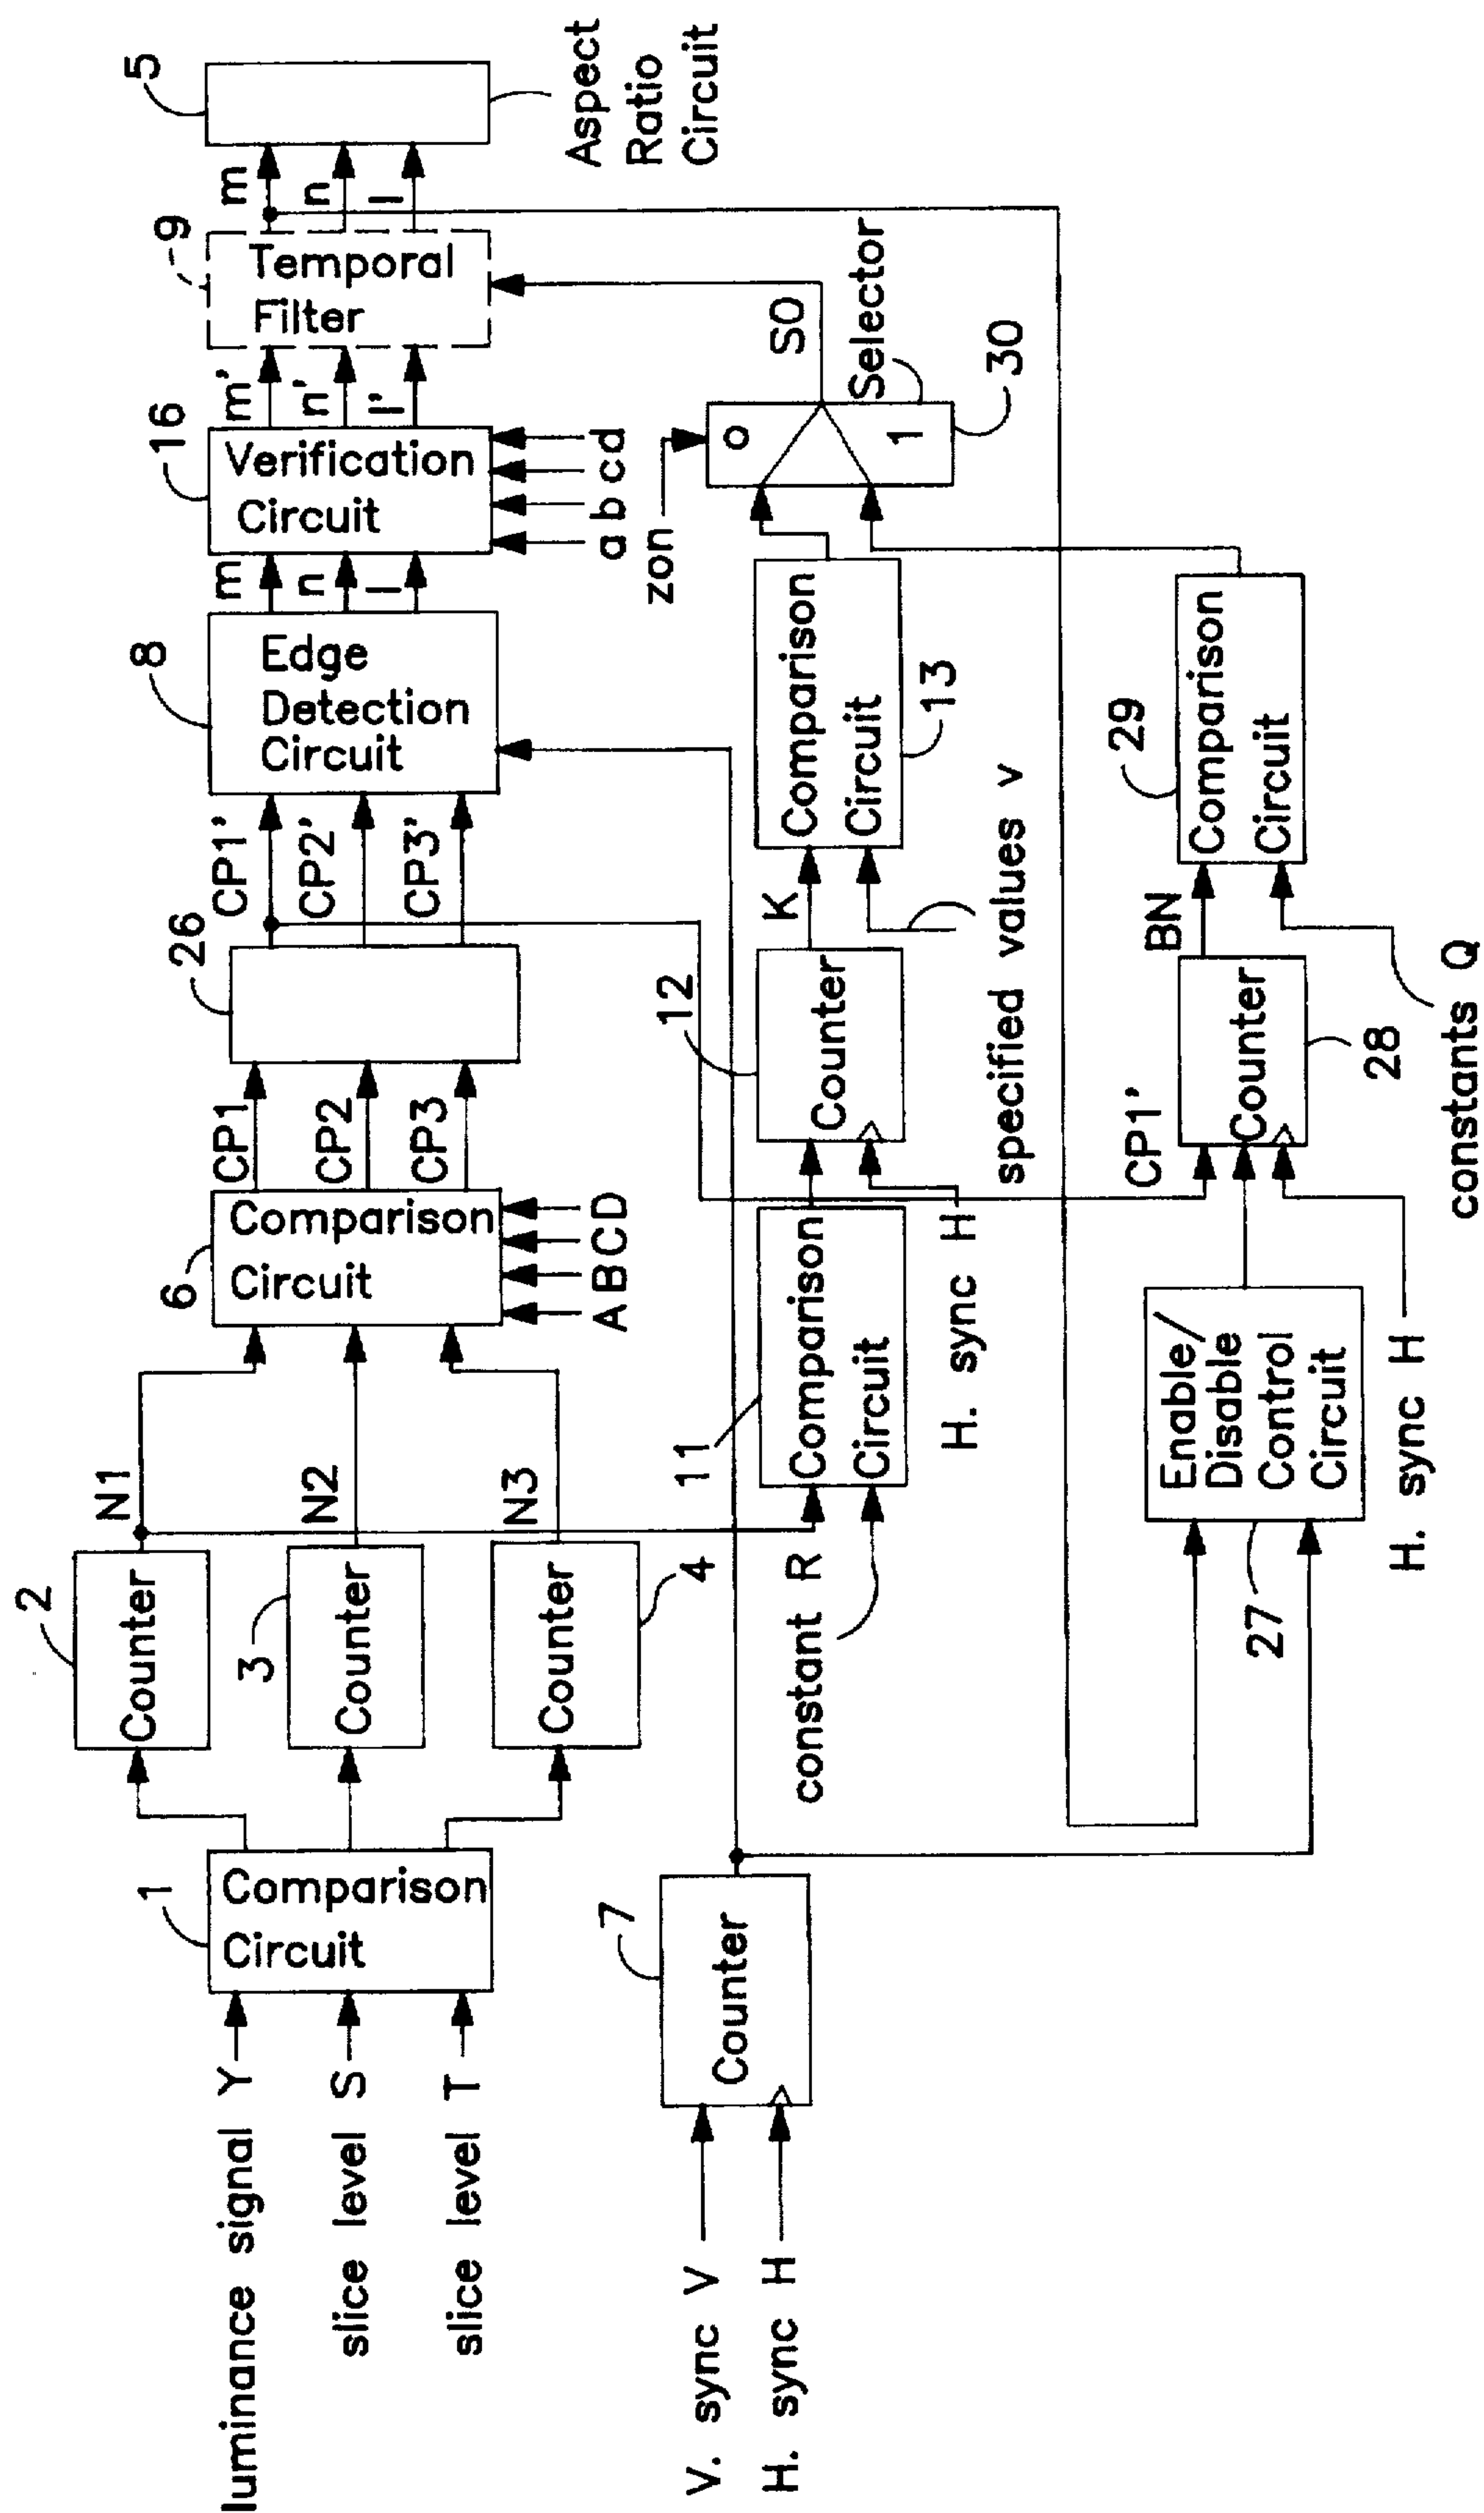 luminance signal Y
slice level S
slice level T
1
Comparison
Circuit
2
Counter
3
Counter
4
Counter
N1
N2
N3
6
Comparison
Circuit
A B C D
CP1
CP2
CP3
26
CP1'
CP2'
CP3'
8
Edge
Detection
Circuit
m
n
l
16
Verification
Circuit
a b c d
m'
n'
l'
9
Temporal
Filter
m
n
l
5
Aspect
Ratio
Circuit
V. sync V
H. sync H
7
Counter
constant R
11
Comparison
Circuit
H. sync H
12
Counter
K
specified values v
Comparison
Circuit
13
zon
0
1
Selector
30
SO
27
Enable/
Disable
Control
Circuit
H. sync H
CP1'
Counter
28
BN
constants Q
29
Comparison
Circuit